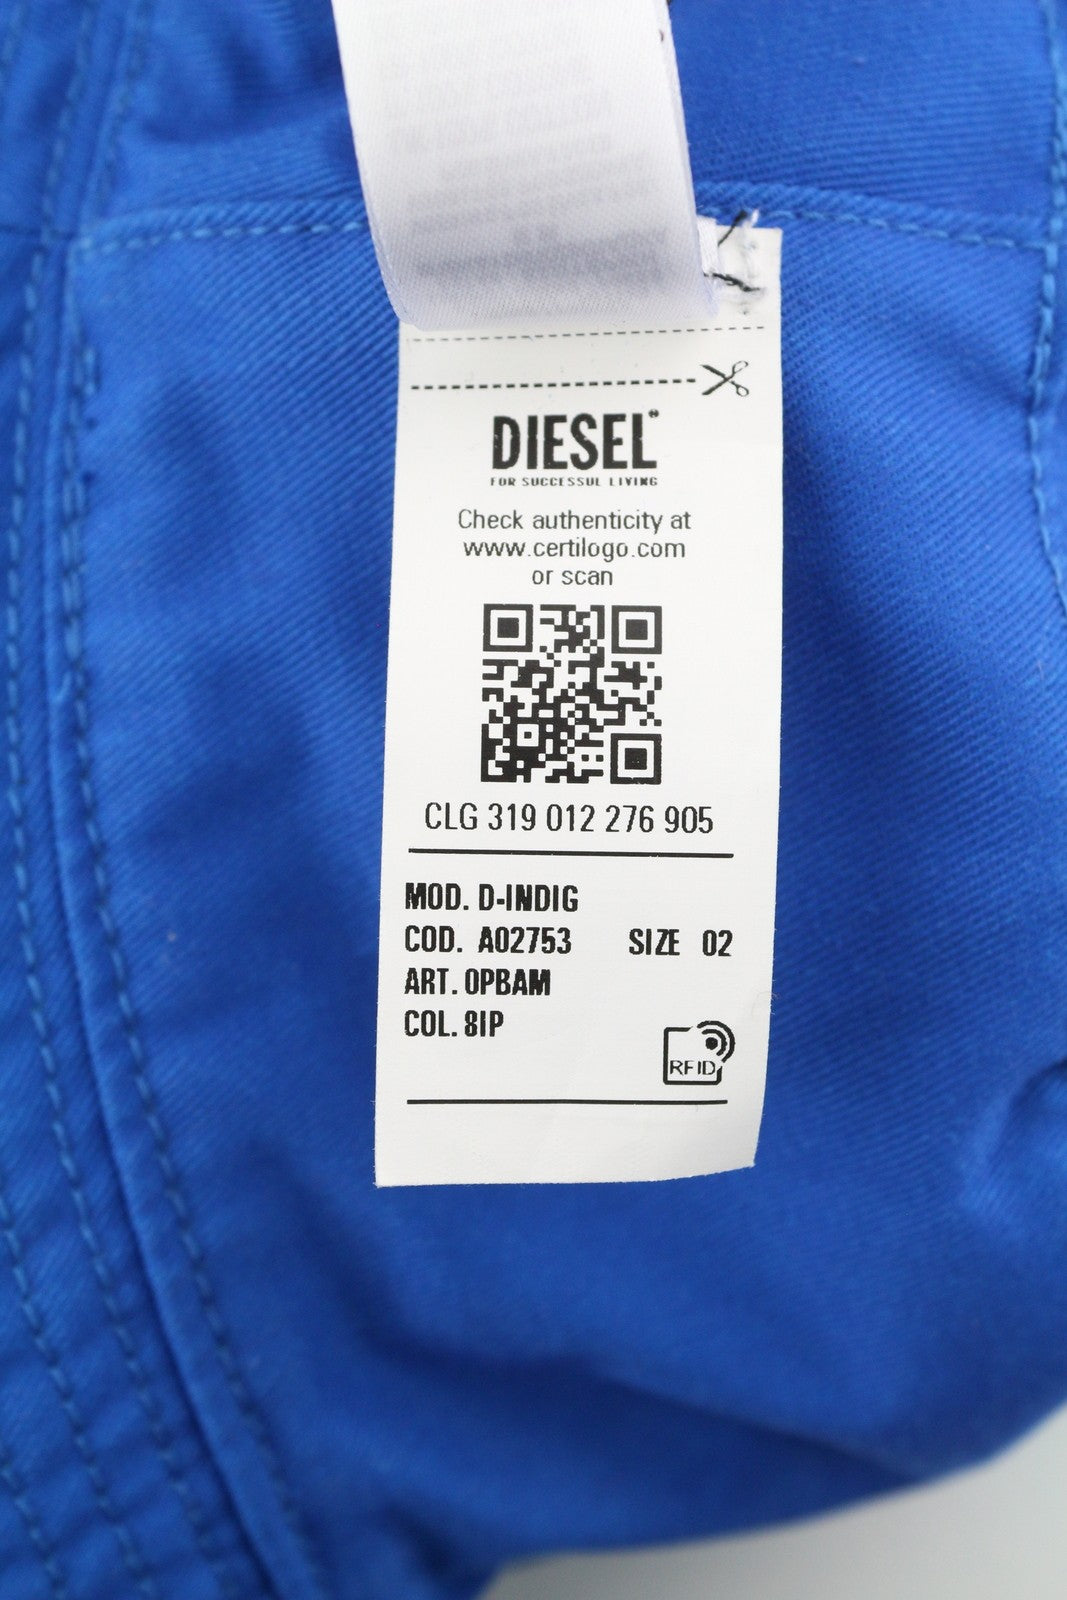 DIESEL
FOR SUCCESSUL LIVING
Check authenticity at
www.certilogo.com
or scan
CLG 319 012 276 905
MOD. D-INDIG
COD. A02753 SIZE 02
ART. 0PBAM
COL. 8IP
RFID